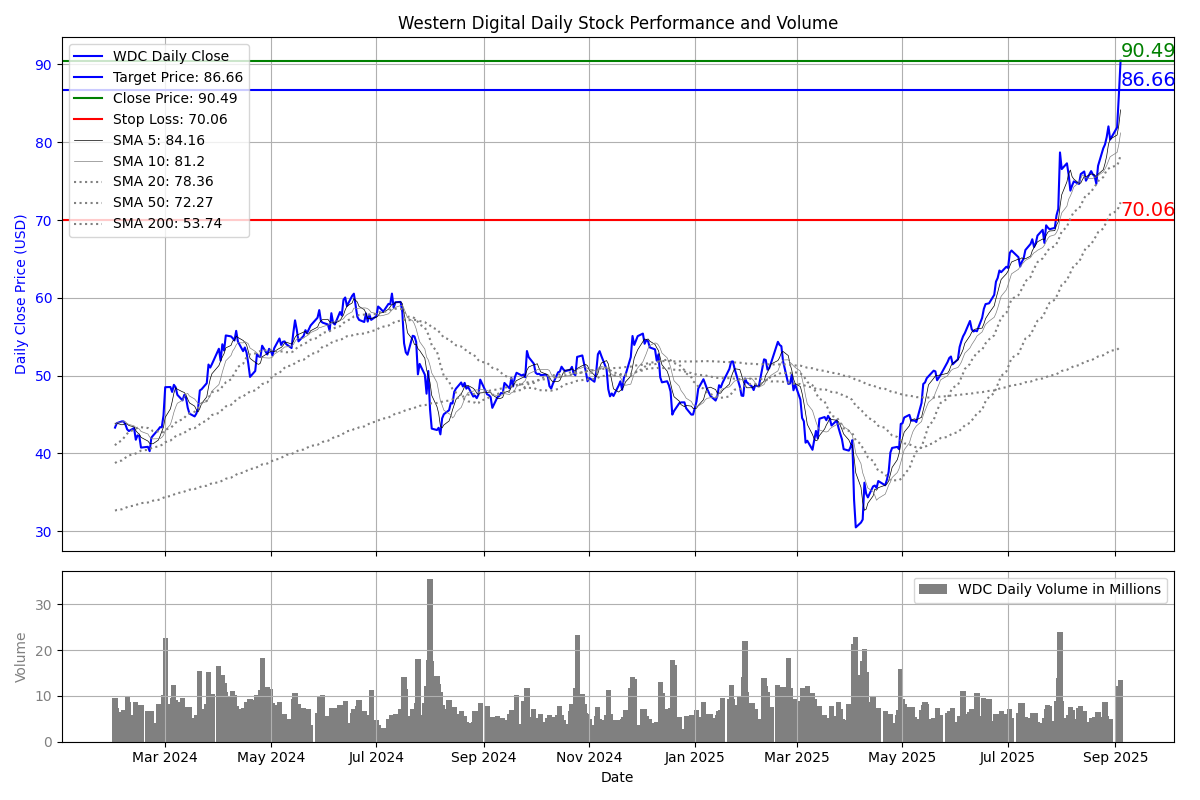 Western Digital Daily Stock Performance and Volume
WDC Daily Close
Target Price: 86.66
Close Price: 90.49
Stop Loss: 70.06
SMA 5: 84.16
SMA 10: 81.2
SMA 20: 78.36
SMA 50: 72.27
SMA 200: 53.74
90.49
86.66
70.06
Daily Close Price (USD)
90
80
70
60
50
40
30
WDC Daily Volume in Millions
Volume
30
20
10
0
Mar 2024 May 2024 Jul 2024 Sep 2024 Nov 2024 Jan 2025 Mar 2025 May 2025 Jul 2025 Sep 2025
Date